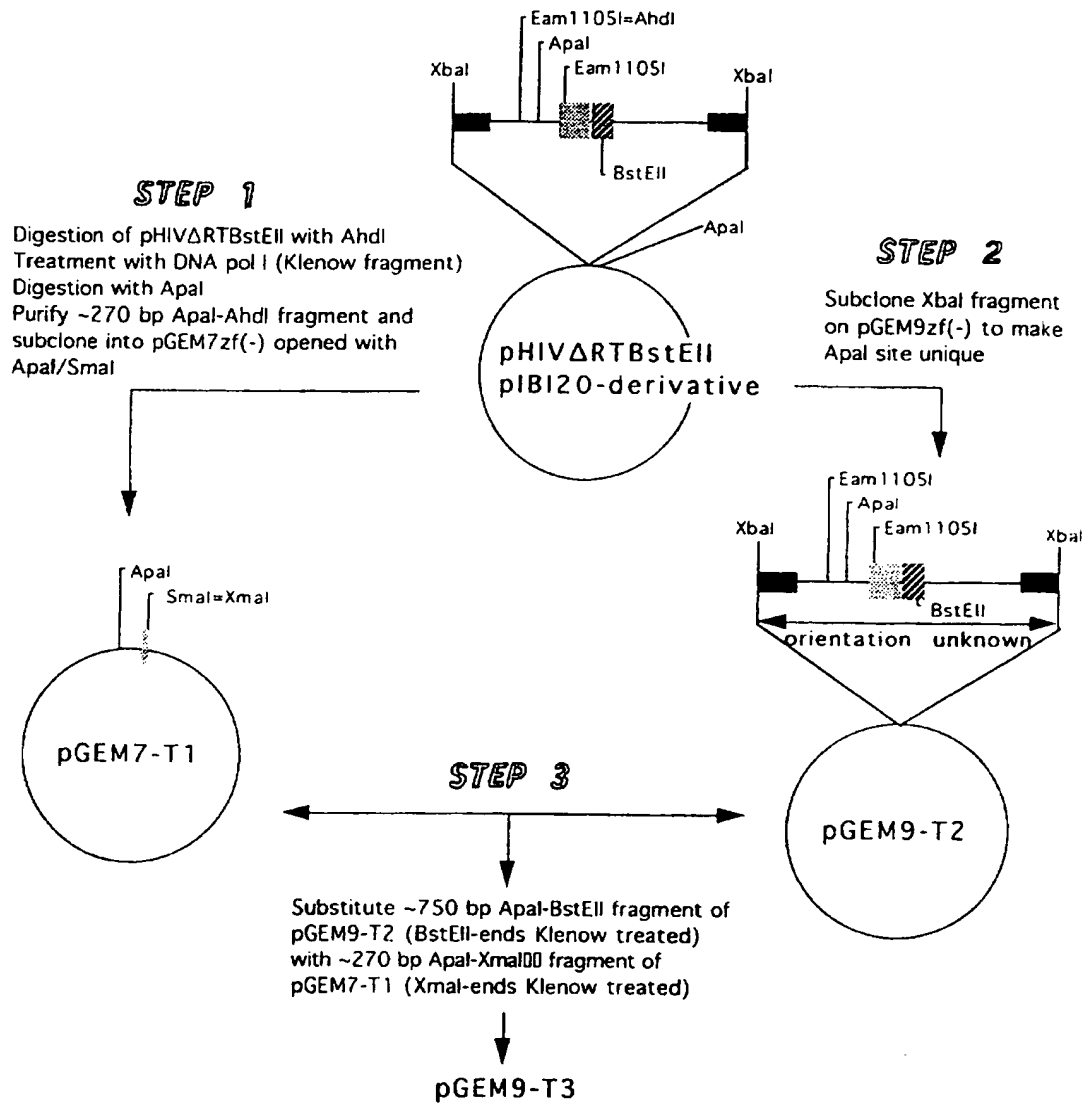 Eam1105I=AhdI
ApaI
XbaI
Eam1105I
XbaI
BstEII
ApaI
STEP 1
Digestion of pHIVΔRTBstEII with AhdI
Treatment with DNA pol I (Klenow fragment)
Digestion with ApaI
Purify ~270 bp ApaI-AhdI fragment and
subclone into pGEM7zf(-) opened with
ApaI/SmaI
STEP 2
Subclone XbaI fragment
on pGEM9zf(-) to make
ApaI site unique
pHIVΔRTBstEII
pIBI20-derivative
Eam1105I
ApaI
XbaI
Eam1105I
XbaI
BstEII
orientation unknown
ApaI
SmaI=XmaI
pGEM7-T1
STEP 3
pGEM9-T2
Substitute ~750 bp ApaI-BstEII fragment of
pGEM9-T2 (BstEII-ends Klenow treated)
with ~270 bp ApaI-XmaI▯▯ fragment of
pGEM7-T1 (XmaI-ends Klenow treated)
pGEM9-T3